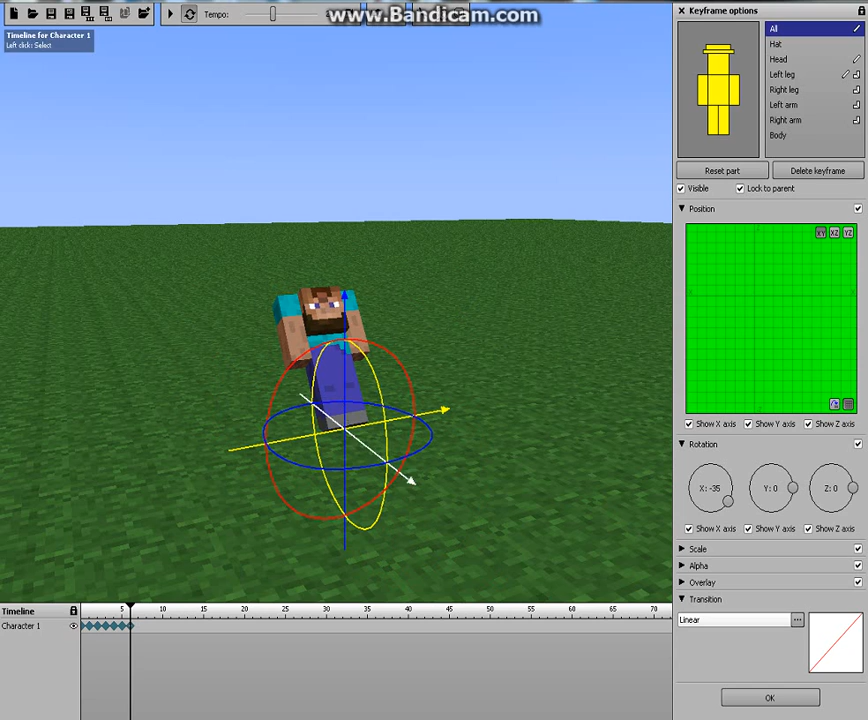 www.Bandicam.com
Tempo:
Timeline for Character 1
Left click: Select
Keyframe options
All
Hat
Head
Left leg
Right leg
Left arm
Right arm
Body
Reset part
Delete keyframe
Visible
Lock to parent
Position
XY
XZ
YZ
Show X axis
Show Y axis
Show Z axis
Rotation
X: -35
Y: 0
Z: 0
Show X axis
Show Y axis
Show Z axis
Scale
Alpha
Overlay
Transition
Linear
...
OK
Timeline
5 10 15 20 25 30 35 40 45 50 55 60 65 70
Character 1